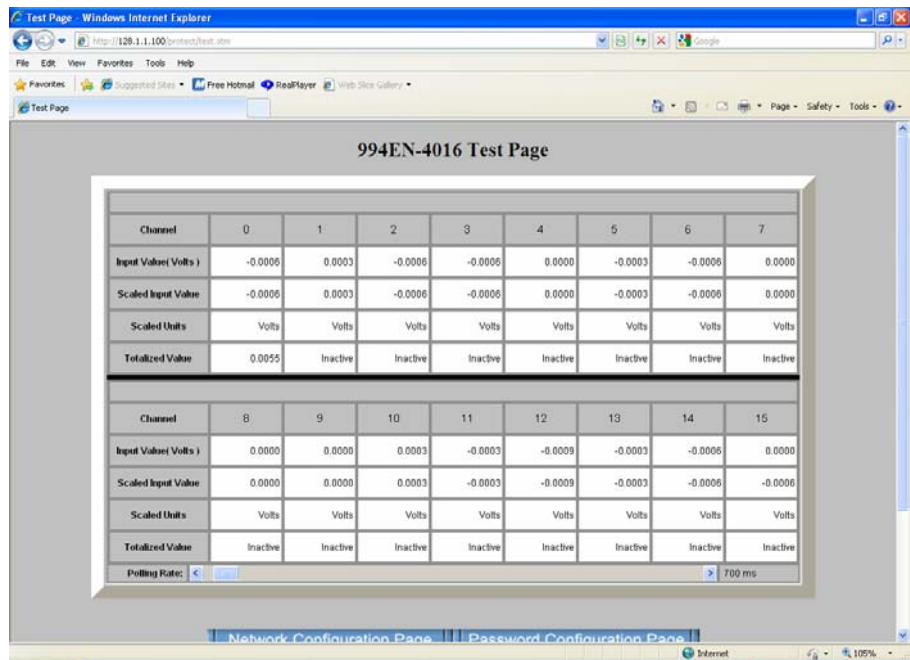 Test Page - Windows Internet Explorer
http://128.1.1.100/protect/test.stm
Google
File Edit View Favorites Tools Help
Favorites Suggested Sites Free Hotmail RealPlayer Web Slice Gallery
Test Page Page Safety Tools
994EN-4016 Test Page
Channel 0 1 2 3 4 5 6 7
Input Value( Volts ) -0.0006 0.0003 -0.0006 -0.0006 0.0000 -0.0003 -0.0006 0.0000
Scaled Input Value -0.0006 0.0003 -0.0006 -0.0006 0.0000 -0.0003 -0.0006 0.0000
Scaled Units Volts Volts Volts Volts Volts Volts Volts Volts
Totalized Value 0.0055 Inactive Inactive Inactive Inactive Inactive Inactive Inactive
Channel 8 9 10 11 12 13 14 15
Input Value( Volts ) 0.0000 0.0000 0.0003 -0.0003 -0.0009 -0.0003 -0.0006 0.0000
Scaled Input Value 0.0000 0.0000 0.0003 -0.0003 -0.0009 -0.0003 -0.0006 -0.0006
Scaled Units Volts Volts Volts Volts Volts Volts Volts Volts
Totalized Value Inactive Inactive Inactive Inactive Inactive Inactive Inactive Inactive
Polling Rate: 700 ms
Network Configuration Page Password Configuration Page
Internet 105%